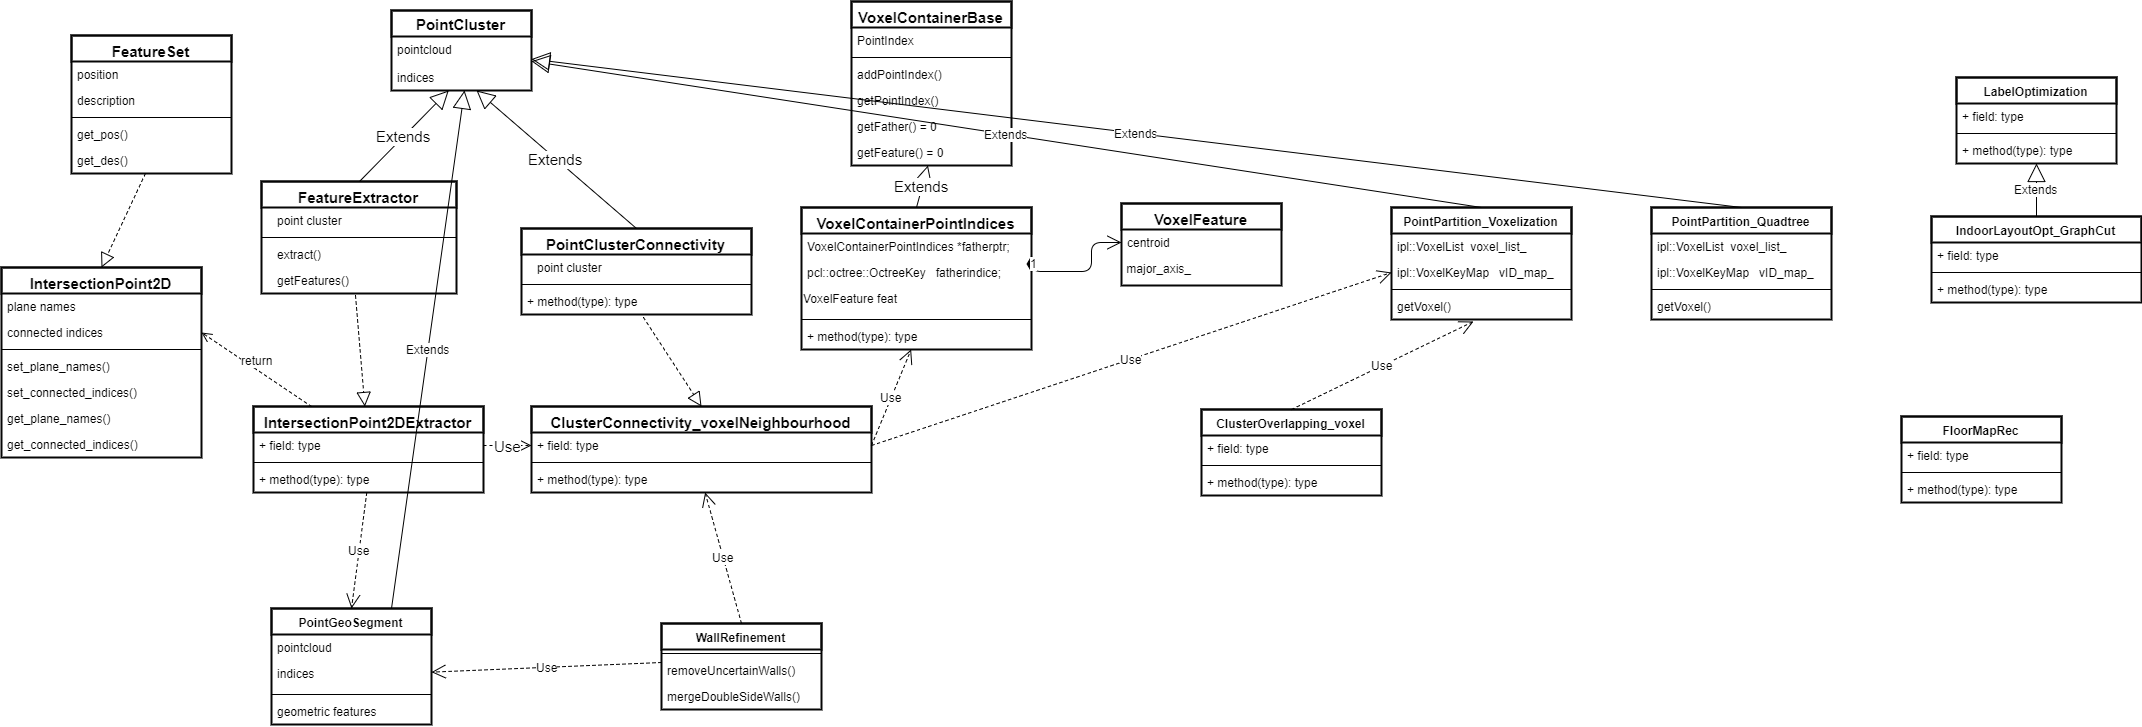 FeatureSet
position
description
get_pos()
get_des()
PointCluster
pointcloud
indices
VoxelContainerBase
PointIndex
addPointIndex()
getPointIndex()
getFather() = 0
getFeature() = 0
LabelOptimization
+ field: type
+ method(type): type
Extends
Extends
Extends
Extends
Extends
Extends
FeatureExtractor
point cluster
extract()
getFeatures()
PointClusterConnectivity
point cluster
+ method(type): type
VoxelContainerPointIndices
VoxelContainerPointIndices *fatherptr;
pcl::octree::OctreeKey fatherindice;
VoxelFeature feat
+ method(type): type
1
VoxelFeature
centroid
major_axis_
PointPartition_Voxelization
ipl::VoxelList voxel_list_
ipl::VoxelKeyMap vID_map_
getVoxel()
PointPartition_Quadtree
ipl::VoxelList voxel_list_
ipl::VoxelKeyMap vID_map_
getVoxel()
IndoorLayoutOpt_GraphCut
+ field: type
+ method(type): type
IntersectionPoint2D
plane names
connected indices
set_plane_names()
set_connected_indices()
get_plane_names()
get_connected_indices()
return
Extends
Use
Use
Use
IntersectionPoint2DExtractor
+ field: type
+ method(type): type
Use
ClusterConnectivity_voxelNeighbourhood
+ field: type
+ method(type): type
ClusterOverlapping_voxel
+ field: type
+ method(type): type
FloorMapRec
+ field: type
+ method(type): type
Use
Use
PointGeoSegment
pointcloud
indices
geometric features
Use
WallRefinement
removeUncertainWalls()
mergeDoubleSideWalls()